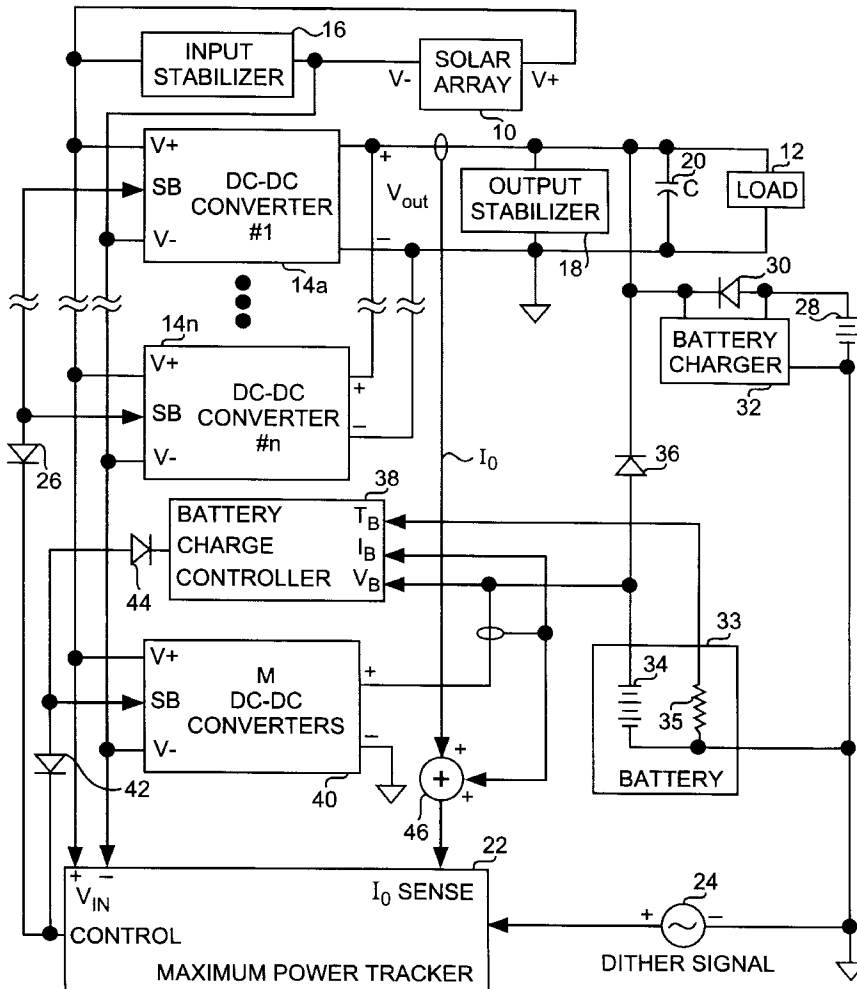 16
INPUT
STABILIZER
V-
SOLAR
ARRAY
V+
10
V+
SB
V-
DC-DC
CONVERTER
#1
14a
+
Vout
−
OUTPUT
STABILIZER
18
20
C
12
LOAD
30
28
BATTERY
CHARGER
32
14n
V+
SB
V-
DC-DC
CONVERTER
#n
+
−
26
I0
36
38
BATTERY
CHARGE
CONTROLLER
TB
IB
VB
44
33
34
35
BATTERY
V+
SB
V-
M
DC-DC
CONVERTERS
+
−
40
42
+
+
+
46
22
+ −
VIN
I0 SENSE
CONTROL
MAXIMUM POWER TRACKER
24
+ −
DITHER SIGNAL